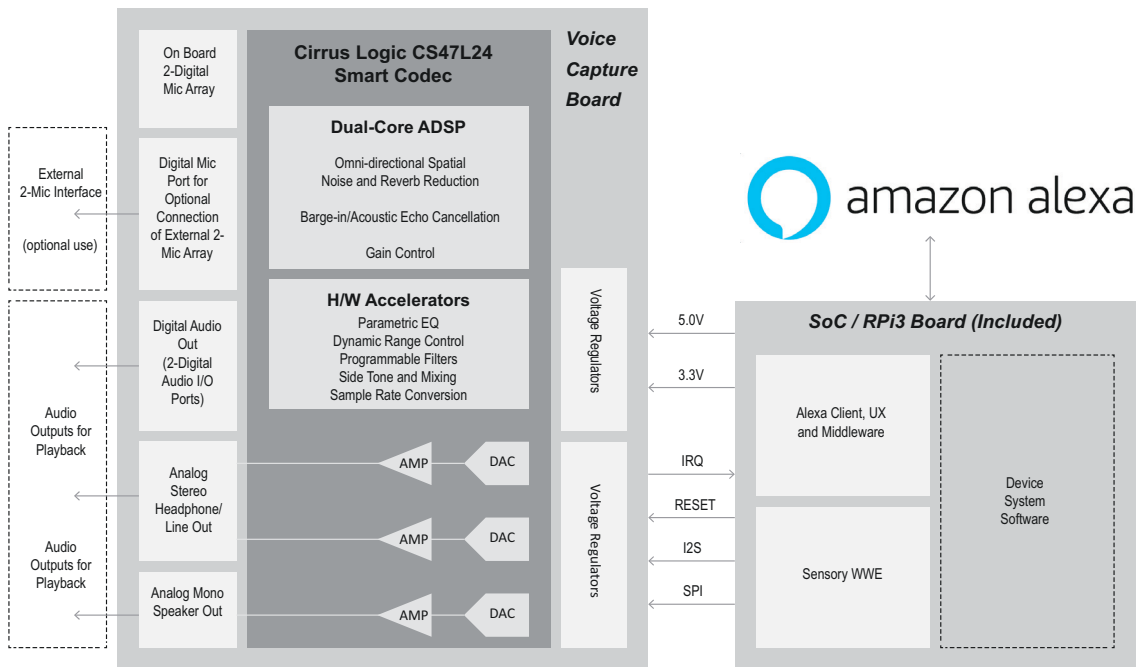 On Board
2-Digital
Mic Array
Cirrus Logic CS47L24
Smart Codec
Voice
Capture
Board
Dual-Core ADSP
Omni-directional Spatial
Noise and Reverb Reduction
Barge-in/Acoustic Echo Cancellation
Gain Control
External
2-Mic Interface
(optional use)
Digital Mic
Port for
Optional
Connection
of External 2-
Mic Array
amazon alexa
H/W Accelerators
Parametric EQ
Dynamic Range Control
Programmable Filters
Side Tone and Mixing
Sample Rate Conversion
Digital Audio
Out
(2-Digital
Audio I/O
Ports)
Audio
Outputs for
Playback
Audio
Outputs for
Playback
Analog
Stereo
Headphone/
Line Out
Analog Mono
Speaker Out
AMP
DAC
AMP
DAC
AMP
DAC
Voltage Regulators
Voltage Regulators
5.0V
3.3V
IRQ
RESET
I2S
SPI
SoC / RPi3 Board (Included)
Alexa Client, UX
and Middleware
Sensory WWE
Device
System
Software